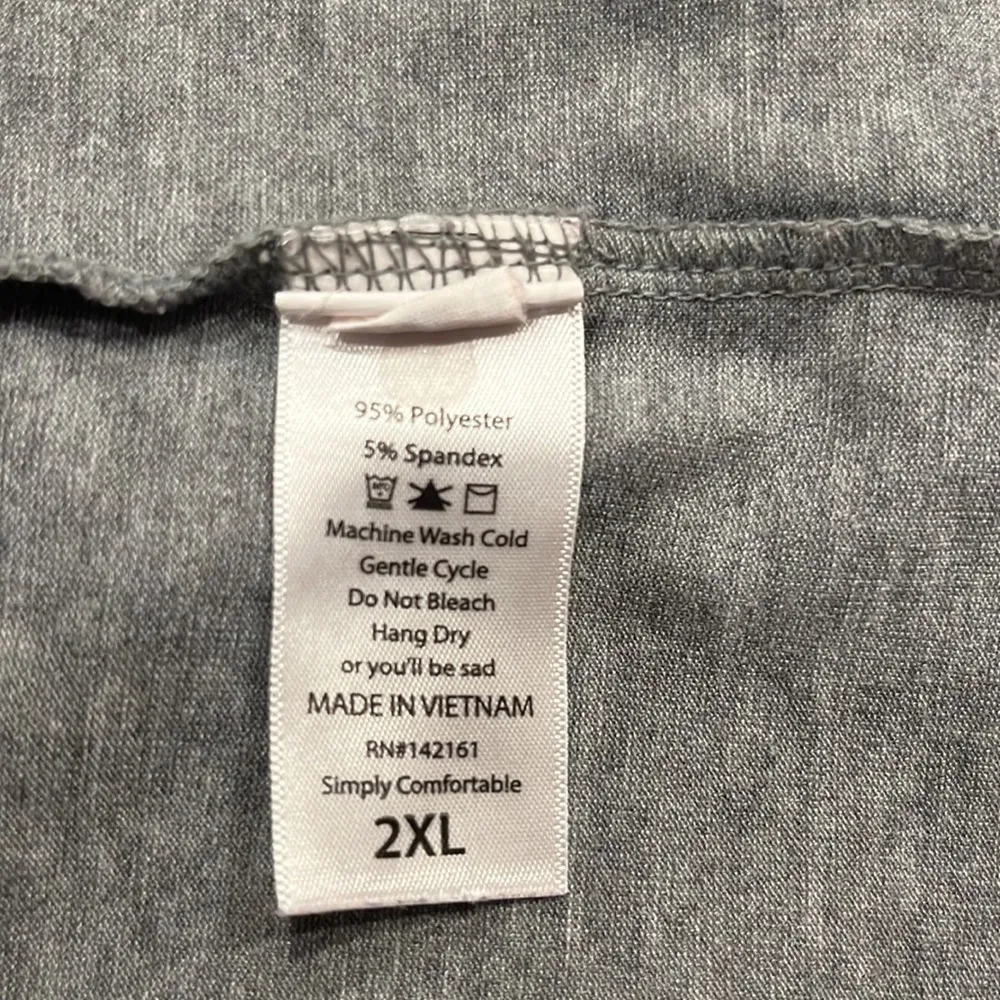 95% Polyester
5% Spandex
Machine Wash Cold
Gentle Cycle
Do Not Bleach
Hang Dry
or you'll be sad
MADE IN VIETNAM
RN#142161
Simply Comfortable
2XL